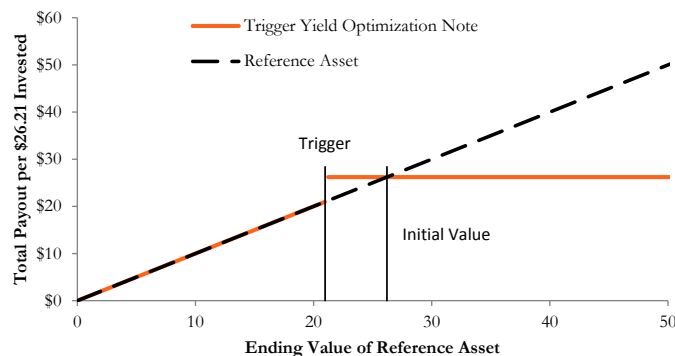 $60
Trigger Yield Optimization Note
$50
Reference Asset
$40
Trigger
$30
$20
Initial Value
$10
$0
0 10 20 30 40 50
Total Payout per $26.21 Invested
Ending Value of Reference Asset